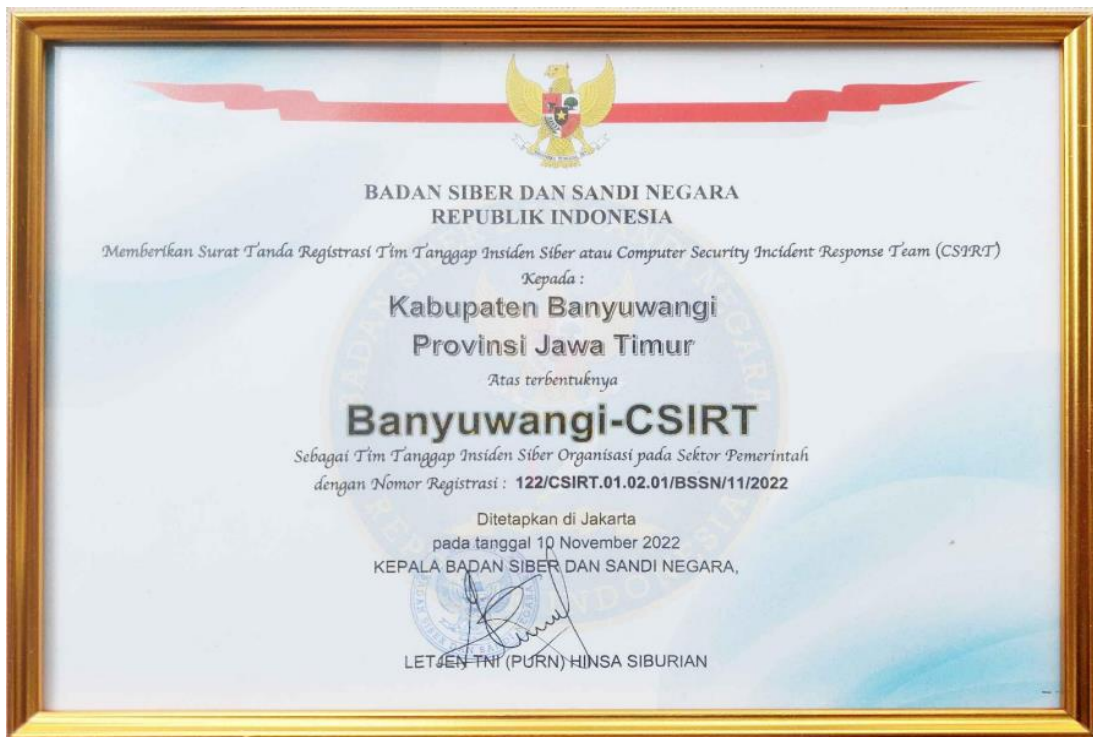 BADAN SIBER DAN SANDI NEGARA
REPUBLIK INDONESIA
Memberikan Surat Tanda Registrasi Tim Tanggap Insiden Siber atau Computer Security Incident Response Team (CSIRT)
Kepada :
Kabupaten Banyuwangi
Provinsi Jawa Timur
Atas terbentuknya
Banyuwangi-CSIRT
Sebagai Tim Tanggap Insiden Siber Organisasi pada Sektor Pemerintah
dengan Nomor Registrasi : 122/CSIRT.01.02.01/BSSN/11/2022
Ditetapkan di Jakarta
pada tanggal 10 November 2022
KEPALA BADAN SIBER DAN SANDI NEGARA,
LETJEN TNI (PURN) HINSA SIBURIAN